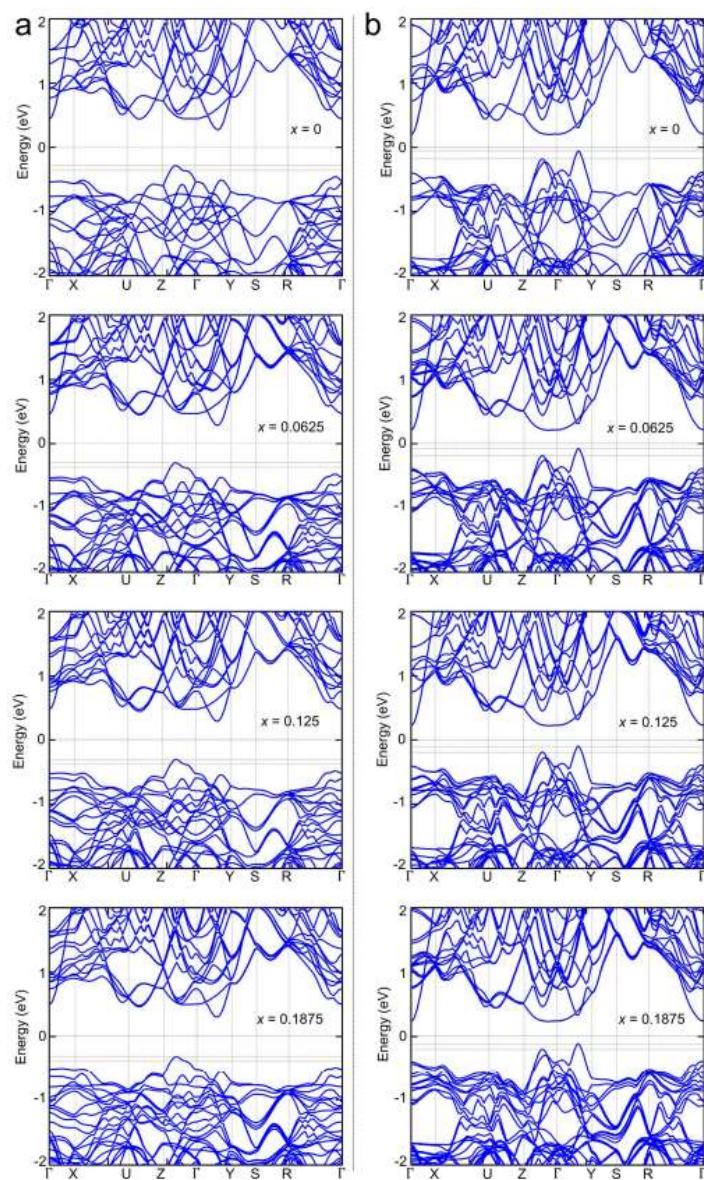 a
2
1
0
-1
-2
Energy (eV)
x = 0
Γ X U Z Γ Y S R Γ
b
2
1
0
-1
-2
Energy (eV)
x = 0
Γ X U Z Γ Y S R Γ
2
1
0
-1
-2
Energy (eV)
x = 0.0625
Γ X U Z Γ Y S R Γ
2
1
0
-1
-2
Energy (eV)
x = 0.0625
Γ X U Z Γ Y S R Γ
2
1
0
-1
-2
Energy (eV)
x = 0.125
Γ X U Z Γ Y S R Γ
2
1
0
-1
-2
Energy (eV)
x = 0.125
Γ X U Z Γ Y S R Γ
2
1
0
-1
-2
Energy (eV)
x = 0.1875
Γ X U Z Γ Y S R Γ
2
1
0
-1
-2
Energy (eV)
x = 0.1875
Γ X U Z Γ Y S R Γ